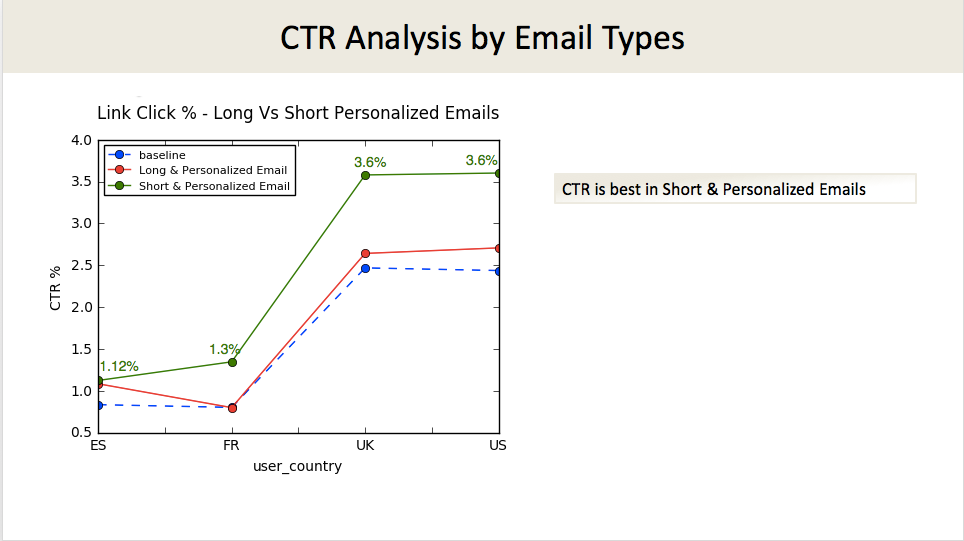 CTR Analysis by Email Types
Link Click % - Long Vs Short Personalized Emails
4.0
3.5
3.0
2.5
2.0
1.5
1.0
0.5
CTR %
baseline
Long & Personalized Email
Short & Personalized Email
1.12%
1.3%
3.6%
3.6%
ES FR UK US
user_country
CTR is best in Short & Personalized Emails